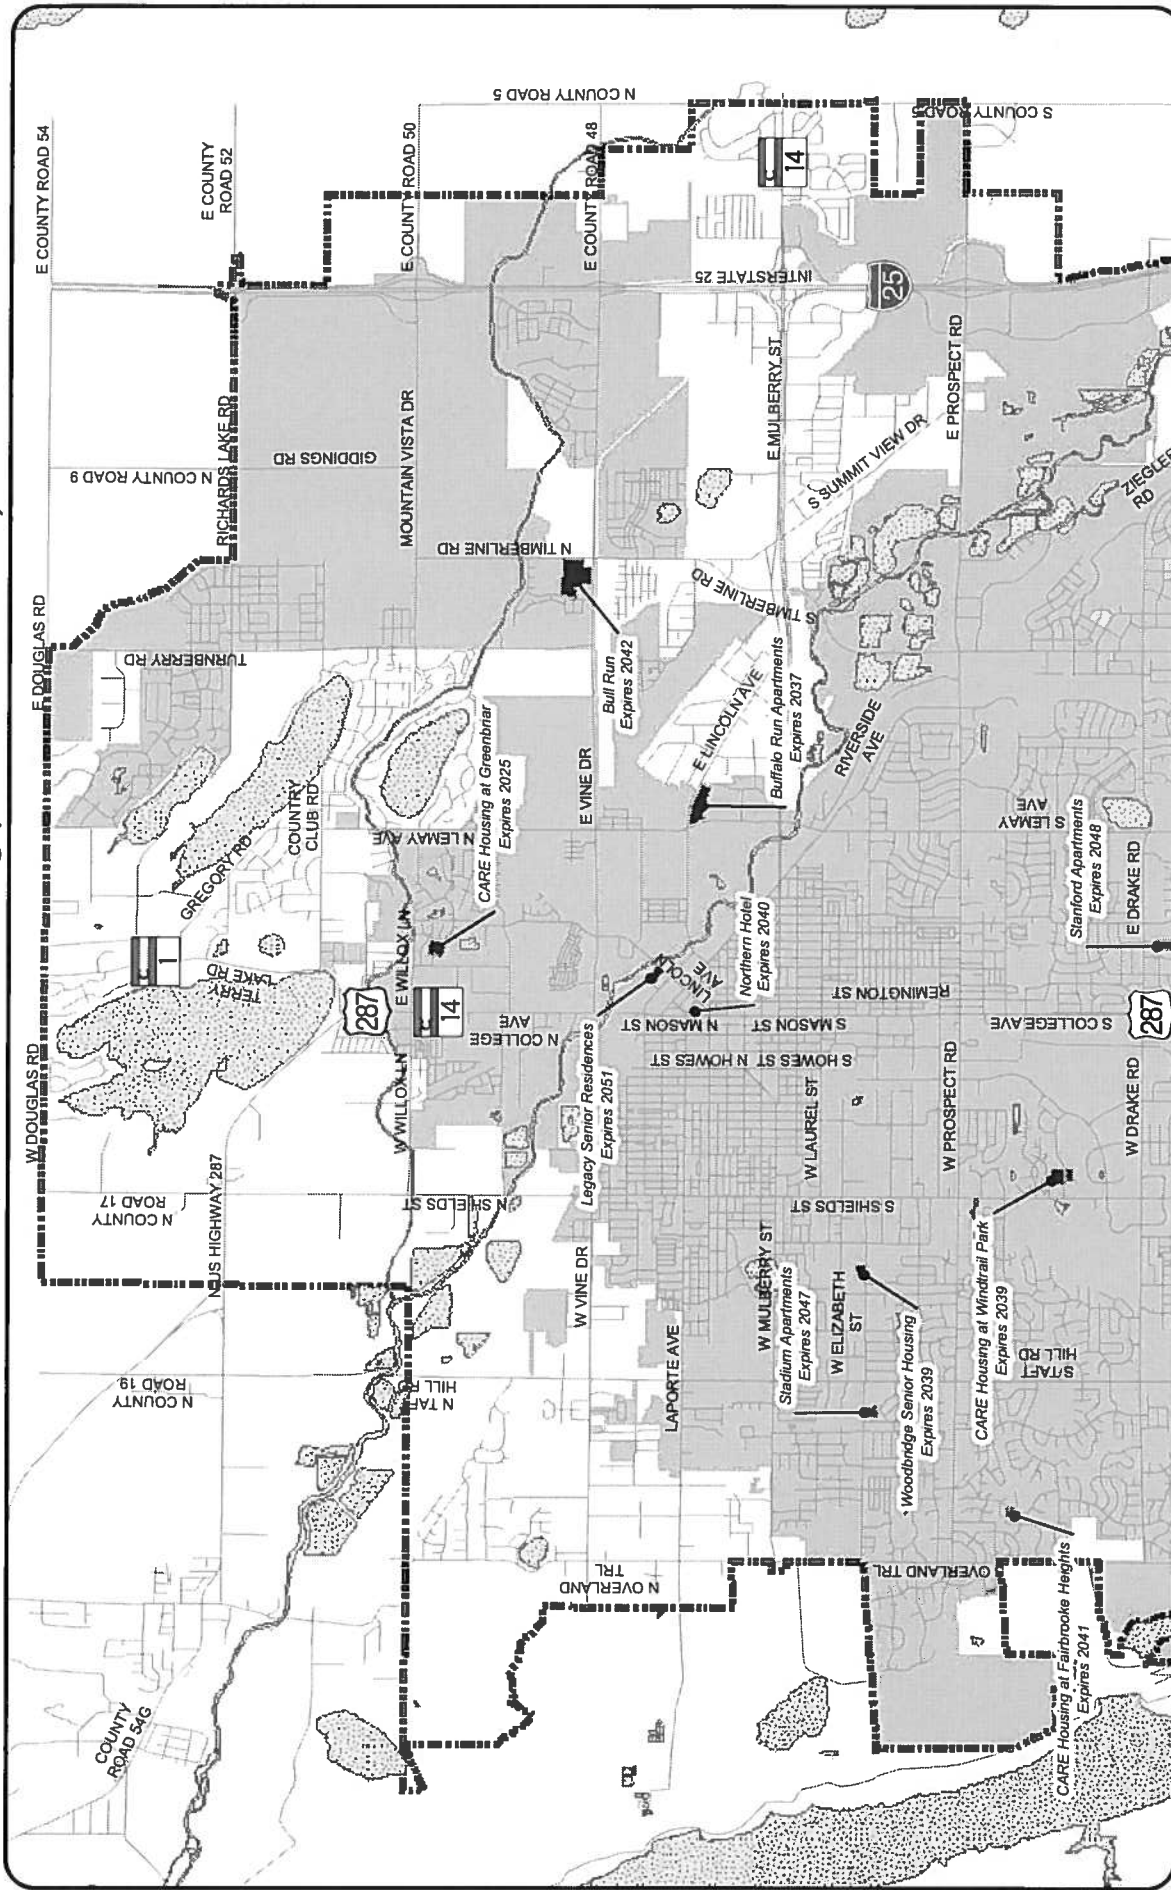 E COUNTY ROAD 54
E COUNTY
ROAD 52
N COUNTY ROAD 5
E COUNTY ROAD 50
E COUNTY ROAD 48
S COUNTY ROAD 5
14
INTERSTATE 25
25
N COUNTY ROAD 9
RICHARDS LAKE RD
GIDDINGS RD
MOUNTAIN VISTA DR
E MULBERRY ST
E PROSPECT RD
S SUMMIT VIEW DR
ZIEGLER
RD
N TIMBERLINE RD
S TIMBERLINE RD
E DOUGLAS RD
TURNBERRY RD
Bull Run
Expires 2042
E LINCOLN AVE
Buffalo Run Apartments
Expires 2037
RIVERSIDE
AVE
COUNTRY
CLUB RD
GREGORY RD
N LEMAY AVE
CARE Housing at Greenbriar
Expires 2025
E VINE DR
S LEMAY
AVE
Stanford Apartments
Expires 2048
E DRAKE RD
1
TERRY
LAKE RD
287
E WILLOX LN
14
N COLLEGE
AVE
LINCOLN
AVE
Northern Hotel
Expires 2040
REMINGTON ST
N MASON ST
S MASON ST
S COLLEGE AVE
287
W DOUGLAS RD
W WILLOX LN
Legacy Senior Residences
Expires 2051
N HOWES ST
S HOWES ST
W LAUREL ST
W PROSPECT RD
W DRAKE RD
N COUNTY
ROAD 17
N US HIGHWAY 287
N SHIELDS ST
S SHIELDS ST
W VINE DR
W MULBERRY ST
LAPORTE AVE
Stadium Apartments
Expires 2047
W ELIZABETH
ST
Woodbridge Senior Housing
Expires 2039
CARE Housing at Windtrail Park
Expires 2039
S TAFT
HILL RD
N COUNTY
ROAD 19
N TAFT
HILL RD
N OVERLAND
TRL
OVERLAND TRL
CARE Housing at Fairbrooke Heights
Expires 2041
COUNTY
ROAD 54G